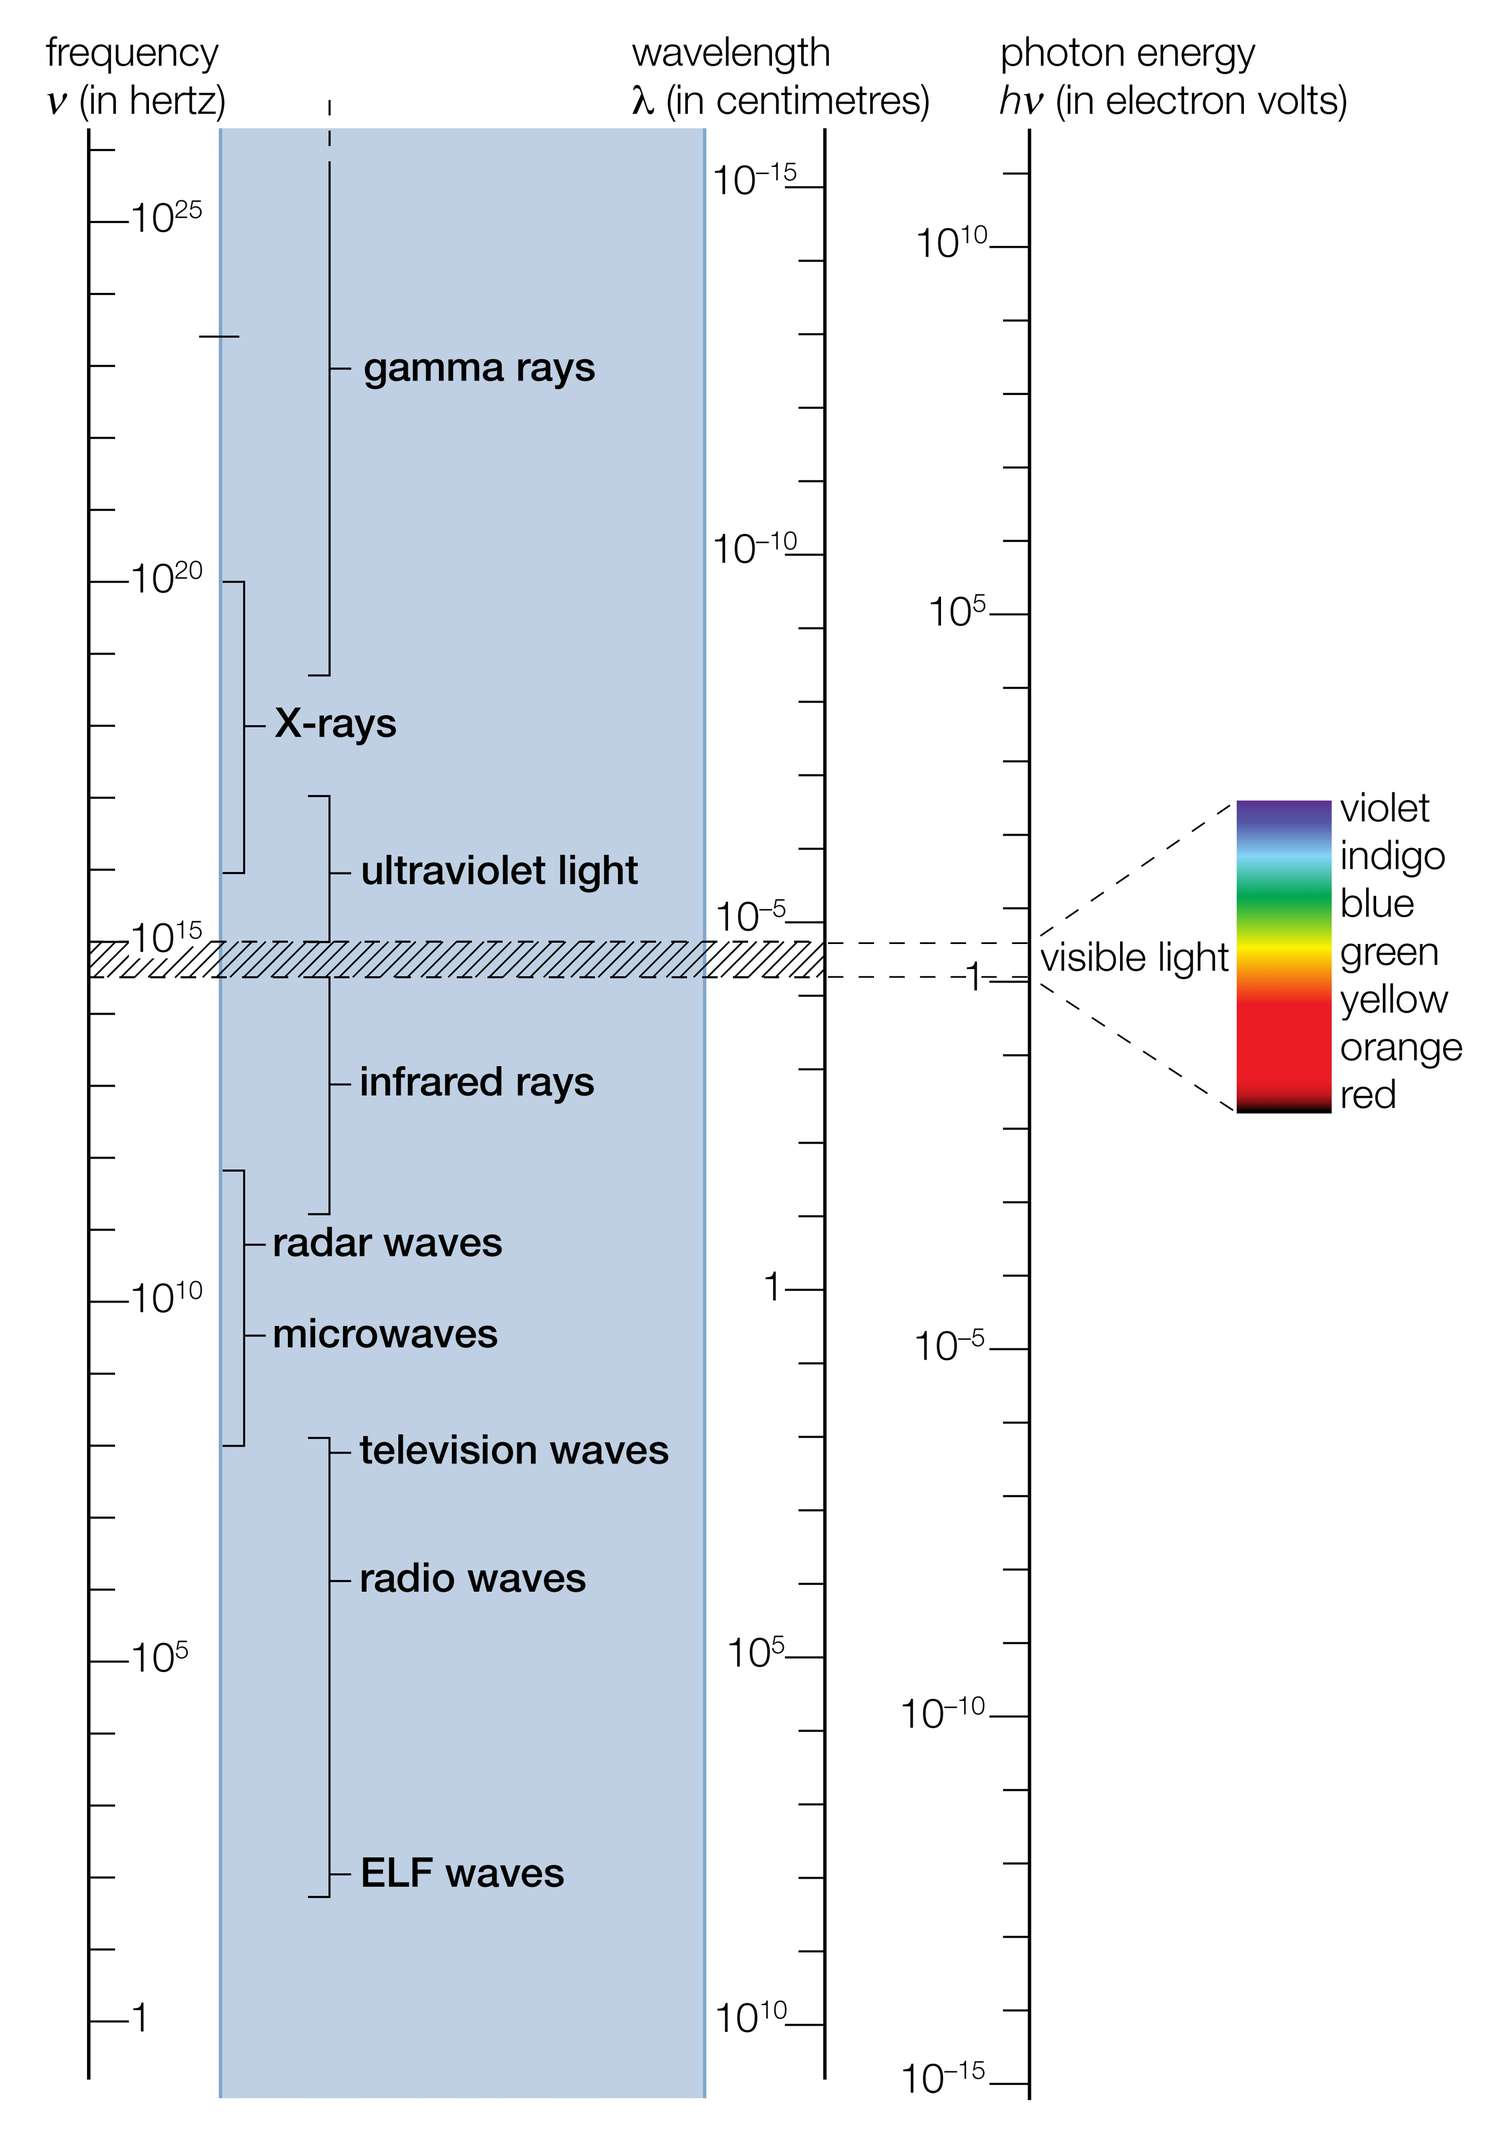 frequency
ν (in hertz)
wavelength
λ (in centimetres)
photon energy
hν (in electron volts)
10²⁵
10²⁰
10¹⁵
10¹⁰
10⁵
1
gamma rays
X-rays
ultraviolet light
infrared rays
radar waves
microwaves
television waves
radio waves
ELF waves
10⁻¹⁵
10⁻¹⁰
10⁻⁵
1
10⁵
10¹⁰
10¹⁰
10⁵
1
10⁻⁵
10⁻¹⁰
10⁻¹⁵
visible light
violet
indigo
blue
green
yellow
orange
red